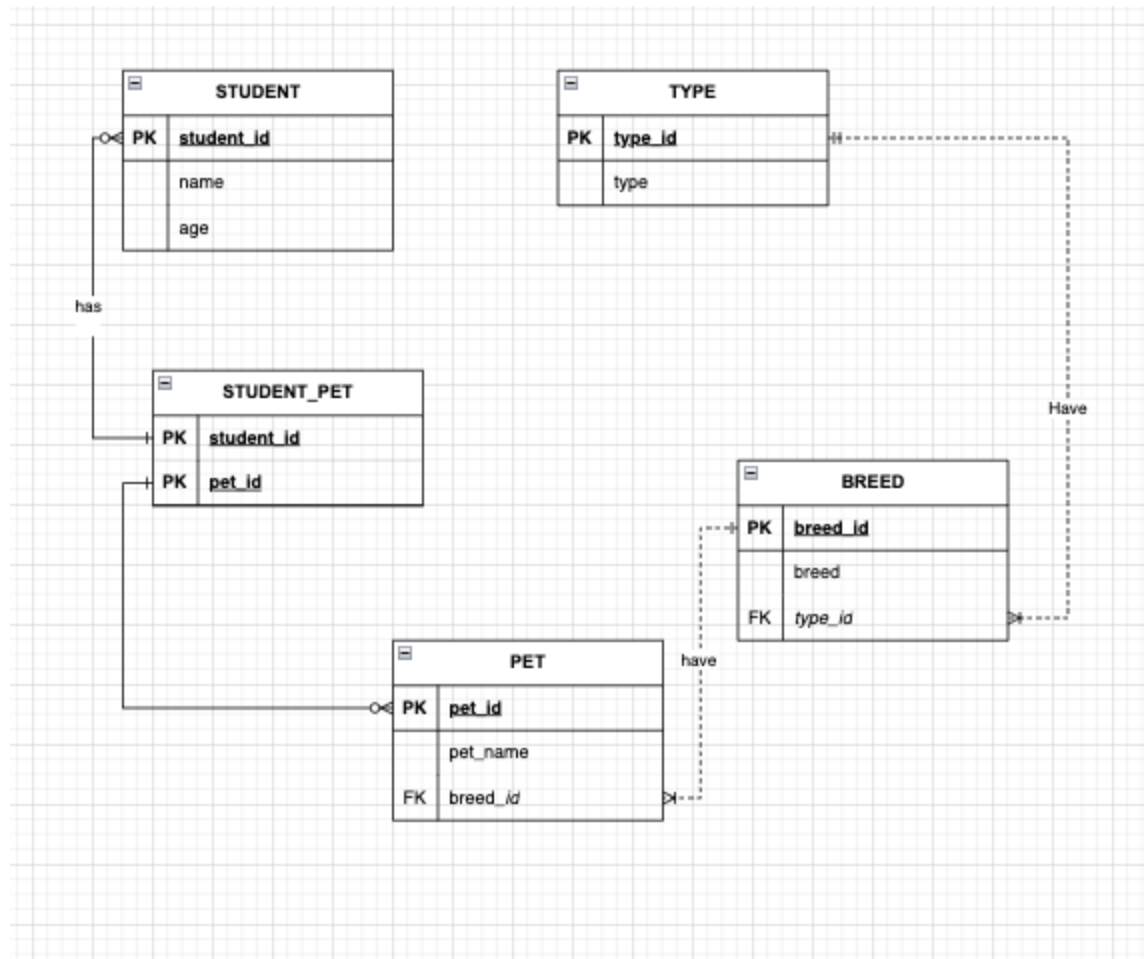 STUDENT
PK student_id
name
age
TYPE
PK type_id
type
has
STUDENT_PET
PK student_id
PK pet_id
Have
BREED
PK breed_id
breed
FK type_id
have
PET
PK pet_id
pet_name
FK breed_id